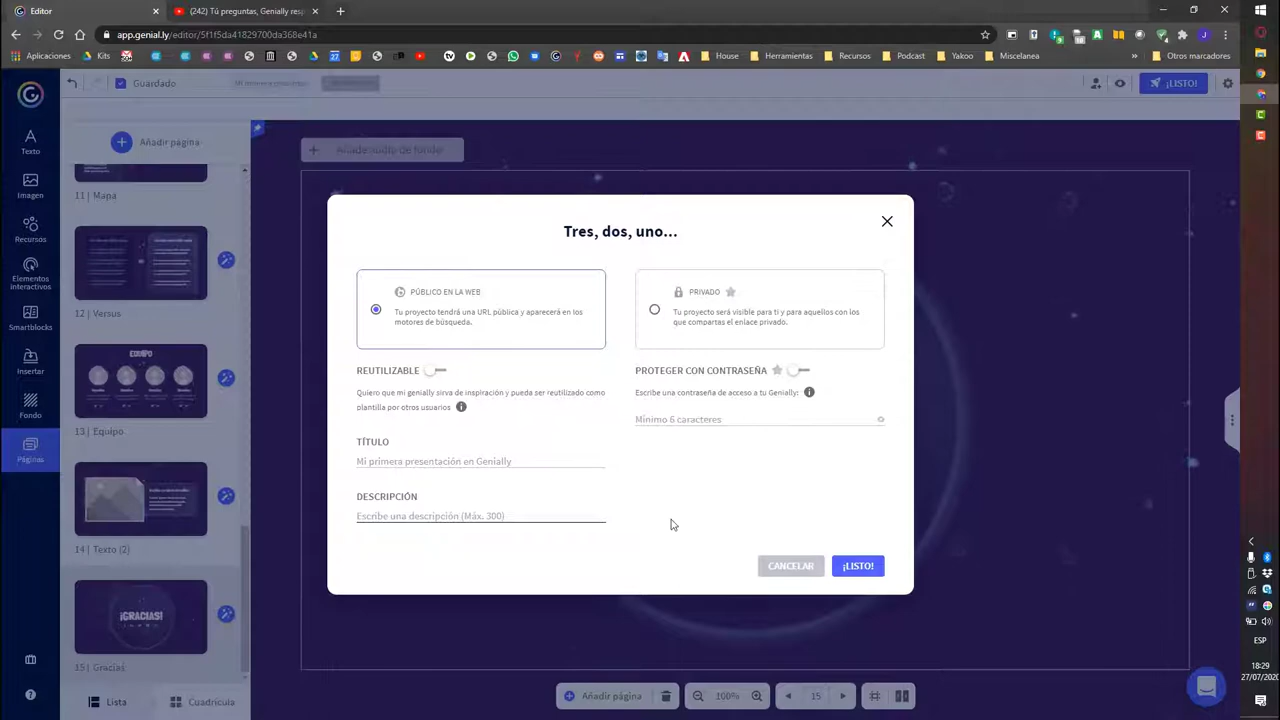 Editor
(242) Tú preguntas, Genially resp
app.genial.ly/editor/5f1f5da41829700da368e41a
Aplicaciones
Kits
House
Herramientas
Recursos
Podcast
Yakoo
Miscelanea
Otros marcadores
Guardado
¡LISTO!
Texto
Imagen
Recursos
Elementos
interactivos
Smartblocks
Insertar
Fondo
Páginas
Añadir página
11 | Mapa
12 | Versus
EQUIPO
13 | Equipo
14 | Texto (2)
¡GRACIAS!
15 | Gracias
Lista
Cuadrícula
Añade audio de fondo
Tres, dos, uno...
PÚBLICO EN LA WEB
Tu proyecto tendrá una URL pública y aparecerá en los
motores de búsqueda.
PRIVADO
Tu proyecto será visible para ti y para aquellos con los
que compartas el enlace privado.
REUTILIZABLE
Quiero que mi genially sirva de inspiración y pueda ser reutilizado como
plantilla por otros usuarios
PROTEGER CON CONTRASEÑA
Escribe una contraseña de acceso a tu Genially:
Mínimo 6 caracteres
TÍTULO
Mi primera presentación en Genially
DESCRIPCIÓN
Escribe una descripción (Máx. 300)
CANCELAR
¡LISTO!
Añadir página
100%
15
ESP
18:29
27/07/2020